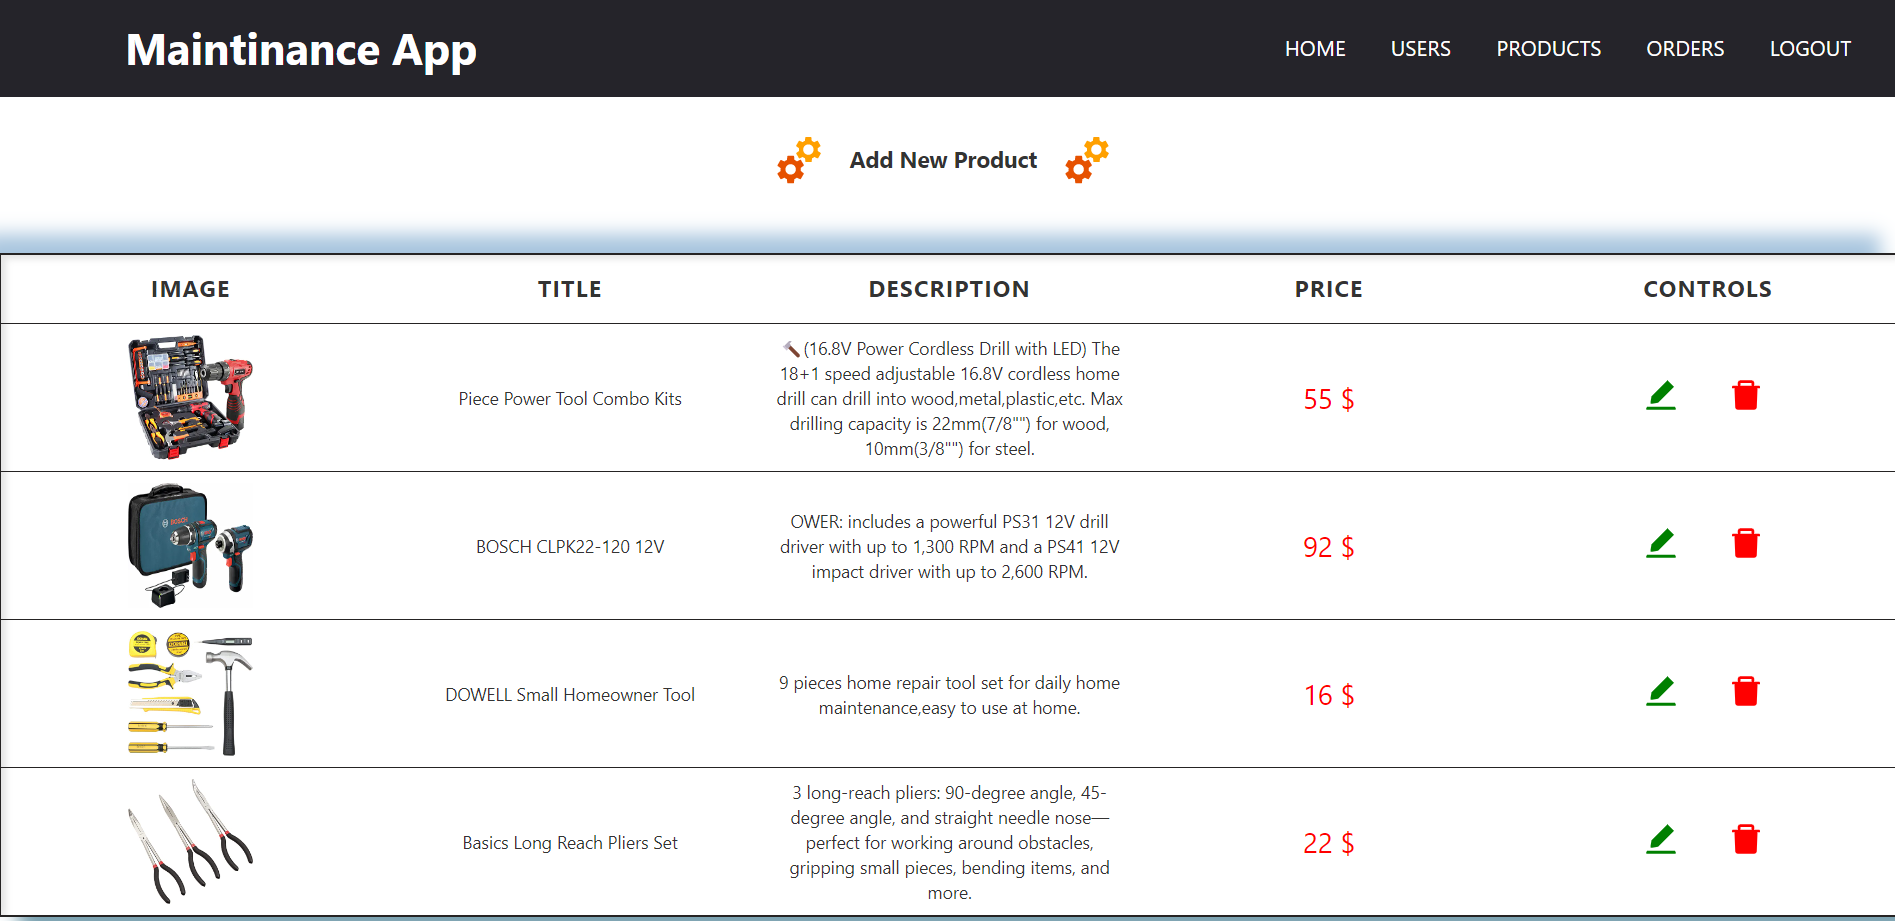 Maintinance App
HOME USERS PRODUCTS ORDERS LOGOUT
Add New Product
IMAGE TITLE DESCRIPTION PRICE CONTROLS
Piece Power Tool Combo Kits
🔨(16.8V Power Cordless Drill with LED) The
18+1 speed adjustable 16.8V cordless home
drill can drill into wood,metal,plastic,etc. Max
drilling capacity is 22mm(7/8"") for wood,
10mm(3/8"") for steel.
55 $
BOSCH
BOSCH CLPK22-120 12V
OWER: includes a powerful PS31 12V drill
driver with up to 1,300 RPM and a PS41 12V
impact driver with up to 2,600 RPM.
92 $
DOWELL Small Homeowner Tool
9 pieces home repair tool set for daily home
maintenance,easy to use at home.
16 $
Basics Long Reach Pliers Set
3 long-reach pliers: 90-degree angle, 45-
degree angle, and straight needle nose—
perfect for working around obstacles,
gripping small pieces, bending items, and
more.
22 $